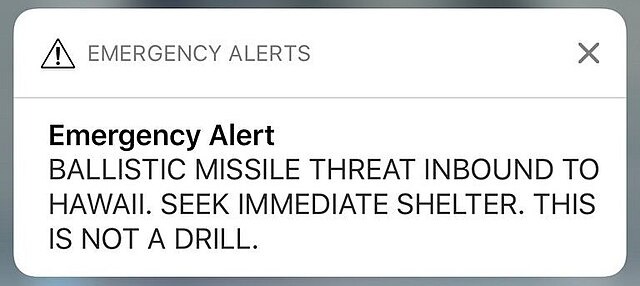 EMERGENCY ALERTS
Emergency Alert
BALLISTIC MISSILE THREAT INBOUND TO
HAWAII. SEEK IMMEDIATE SHELTER. THIS
IS NOT A DRILL.